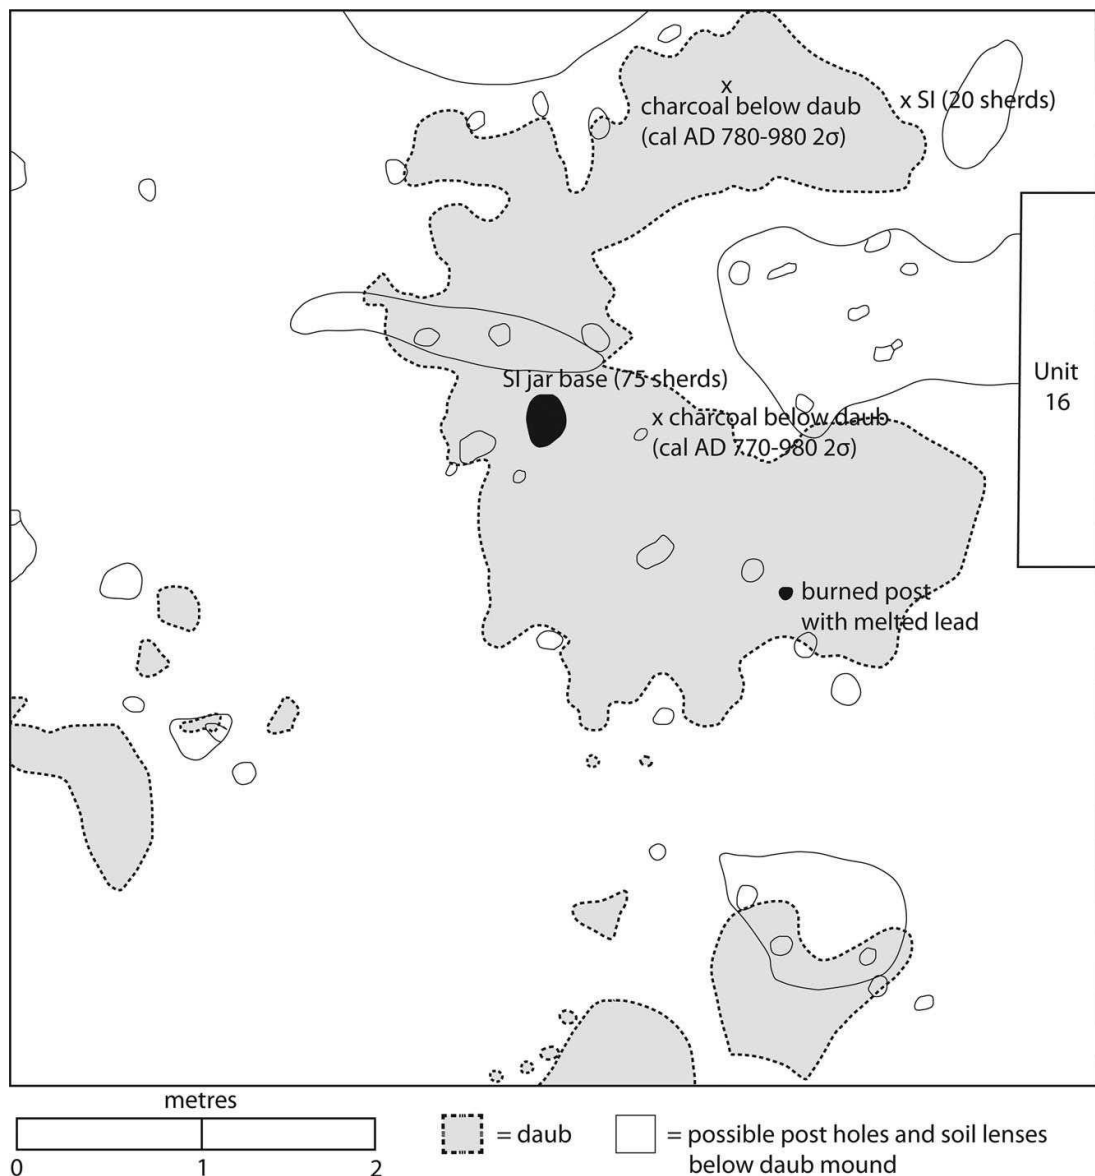 x
charcoal below daub
(cal AD 780-980 2σ)
x SI (20 sherds)
Unit
16
SI jar base (75 sherds)
x charcoal below daub
(cal AD 770-980 2σ)
burned post
with melted lead
metres
0 1 2
= daub
= possible post holes and soil lenses
below daub mound